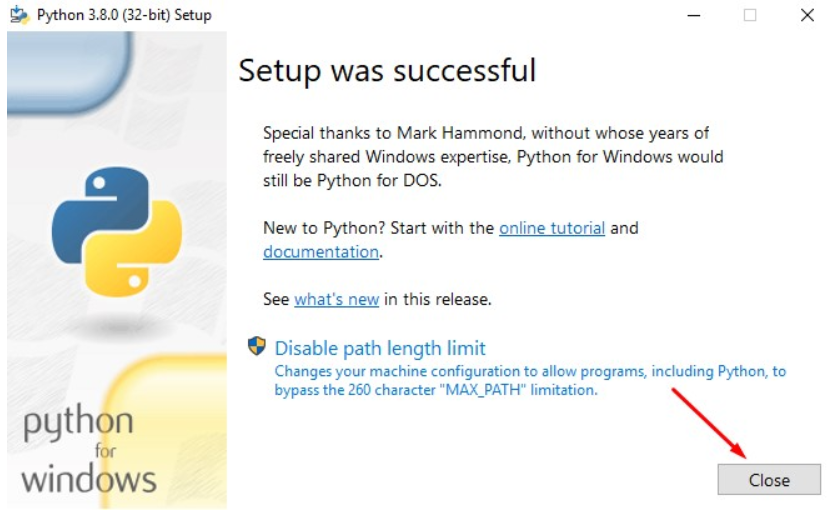 Python 3.8.0 (32-bit) Setup
Setup was successful
Special thanks to Mark Hammond, without whose years of
freely shared Windows expertise, Python for Windows would
still be Python for DOS.
New to Python? Start with the online tutorial and
documentation.
See what's new in this release.
Disable path length limit
Changes your machine configuration to allow programs, including Python, to
bypass the 260 character "MAX_PATH" limitation.
python
for
windows
Close